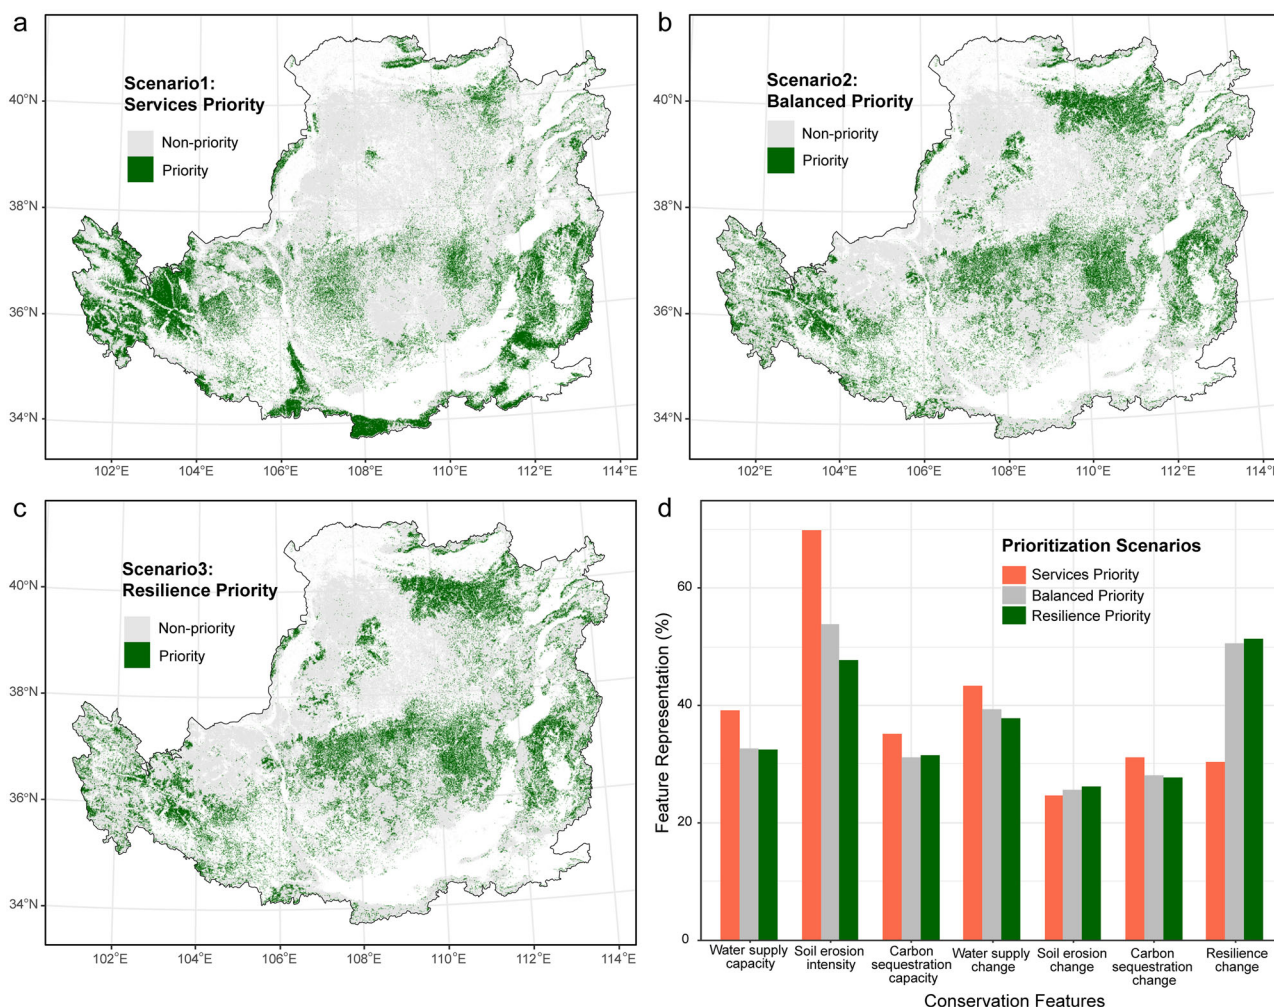 a
Scenario1:
Services Priority
Non-priority
Priority
40°N
38°N
36°N
34°N
102°E 104°E 106°E 108°E 110°E 112°E 114°E
b
Scenario2:
Balanced Priority
Non-priority
Priority
40°N
38°N
36°N
34°N
102°E 104°E 106°E 108°E 110°E 112°E 114°E
c
Scenario3:
Resilience Priority
Non-priority
Priority
40°N
38°N
36°N
34°N
102°E 104°E 106°E 108°E 110°E 112°E 114°E
d
Prioritization Scenarios
Services Priority
Balanced Priority
Resilience Priority
Feature Representation (%)
60
40
20
0
Water supply
capacity
Soil erosion
intensity
Carbon
sequestration
capacity
Water supply
change
Soil erosion
change
Carbon
sequestration
change
Resilience
change
Conservation Features